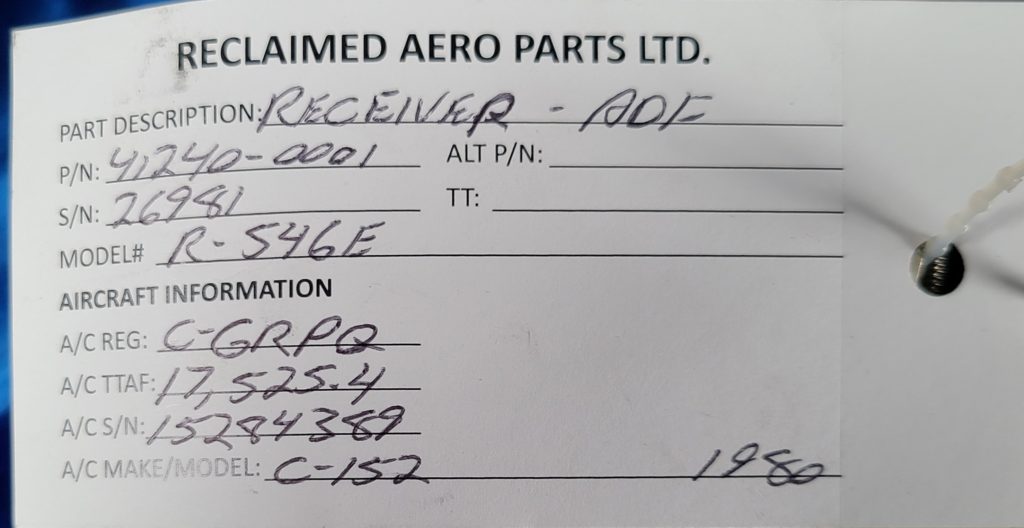 RECLAIMED AERO PARTS LTD.
PART DESCRIPTION: RECEIVER - ADF
P/N: 41240-0001 ALT P/N:
S/N: 26981 TT:
MODEL# R-546E
AIRCRAFT INFORMATION
A/C REG: C-GRPQ
A/C TTAF: 17,525.4
A/C S/N: 15284389
A/C MAKE/MODEL: C-152 1980